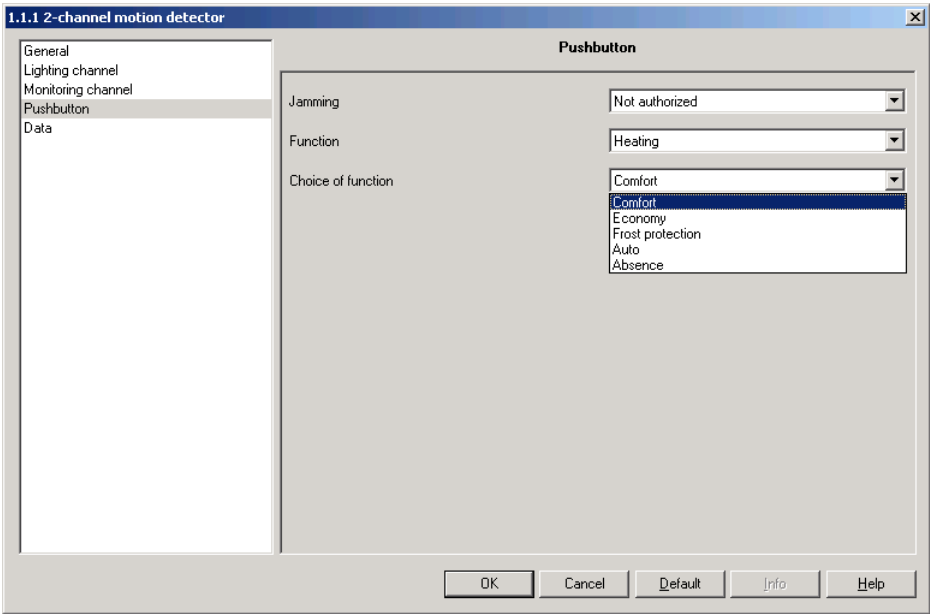 1.1.1 2-channel motion detector
General
Lighting channel
Monitoring channel
Pushbutton
Data
Pushbutton
Jamming
Not authorized
Function
Heating
Choice of function
Comfort
Comfort
Economy
Frost protection
Auto
Absence
OK
Cancel
Default
Info
Help